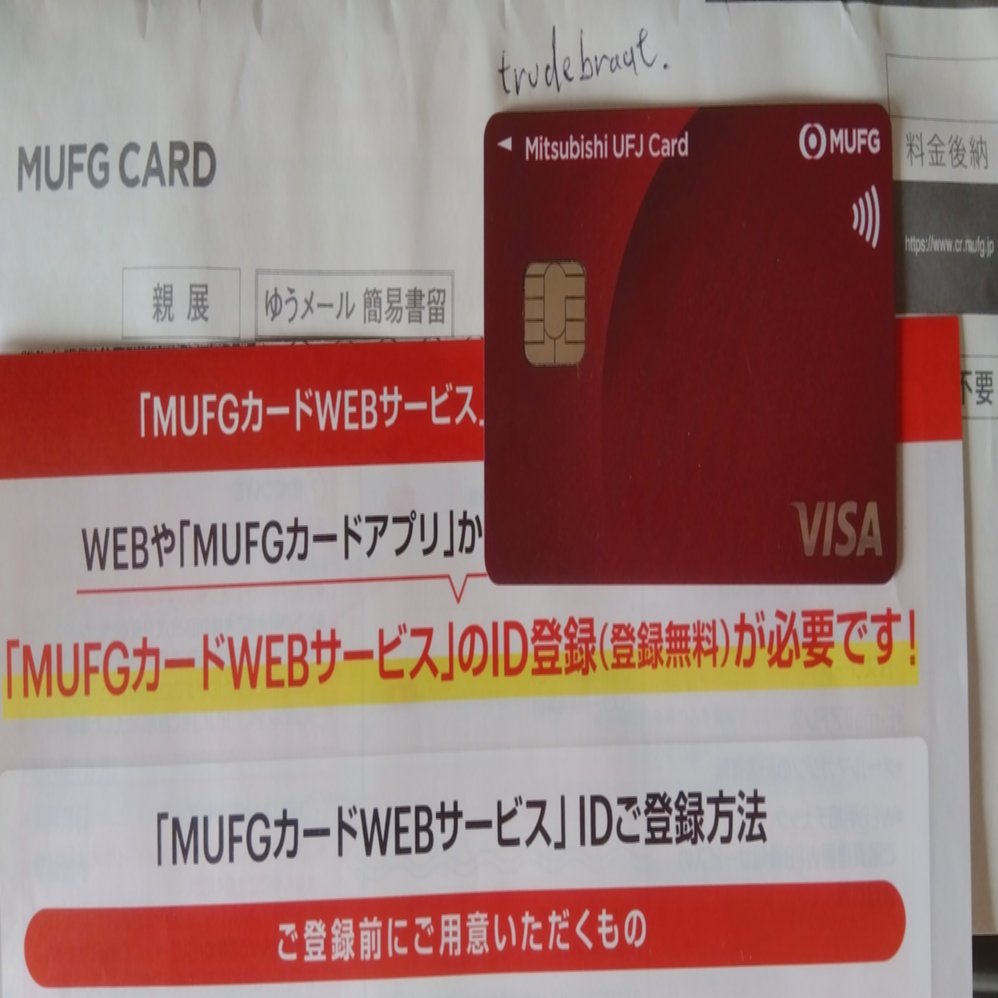 trudebraat.
Mitsubishi UFJ Card
MUFG
VISA
料金後納
https://www.cr.mufg.jp
不要
MUFG CARD
親 展
ゆうメール 簡易書留
「MUFGカードWEBサービス」
WEBや「MUFGカードアプリ」か
「MUFGカードWEBサービス」のID登録(登録無料)が必要です!
「MUFGカードWEBサービス」IDご登録方法
ご登録前にご用意いただくもの